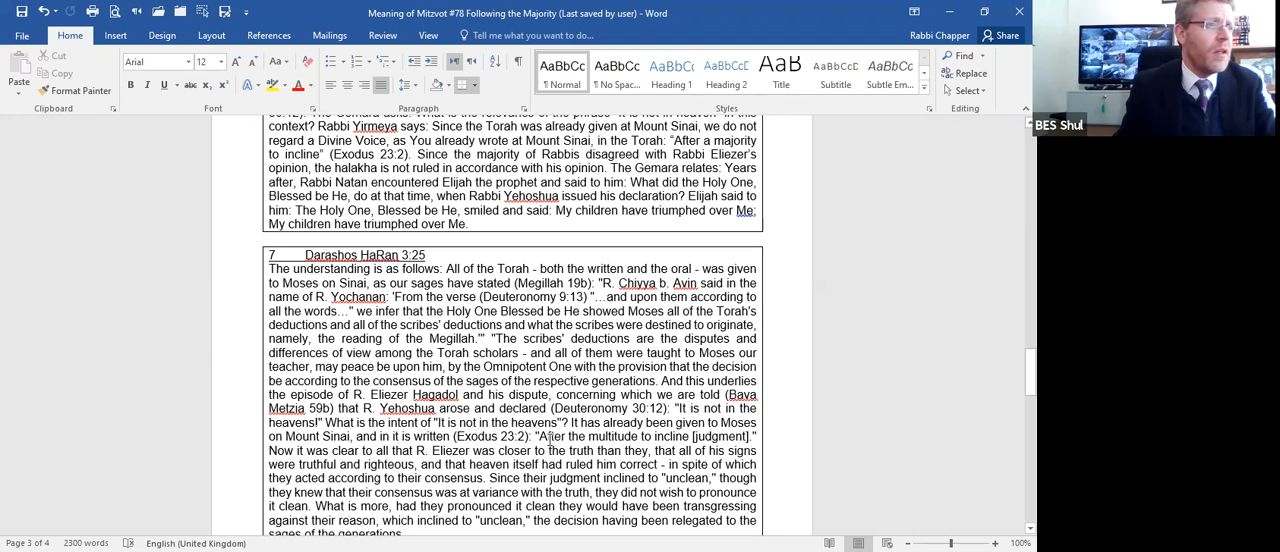 Meaning of Mitzvot #78 Following the Majority (Last saved by user) - Word
File Home Insert Design Layout References Mailings Review View Tell me what you want to do... Rabbi Chapper Share
Paste
Cut
Copy
Format Painter
Clipboard
Arial 12
B I U abc x₂ x²
Font
¶
Paragraph
AaBbCc AaBbCc AaBbCc AaBbCc AaB AaBbCc AaBbCc
¶ Normal ¶ No Spac... Heading 1 Heading 2 Title Subtitle Subtle Em...
Styles
Find
Replace
Select
Editing
BES Shul
context? Rabbi Yirmeya says: Since the Torah was already given at Mount Sinai, we do not
regard a Divine Voice, as You already wrote at Mount Sinai, in the Torah: “After a majority
to incline” (Exodus 23:2). Since the majority of Rabbis disagreed with Rabbi Eliezer’s
opinion, the halakha is not ruled in accordance with his opinion. The Gemara relates: Years
after, Rabbi Natan encountered Elijah the prophet and said to him: What did the Holy One,
Blessed be He, do at that time, when Rabbi Yehoshua issued his declaration? Elijah said to
him: The Holy One, Blessed be He, smiled and said: My children have triumphed over Me;
My children have triumphed over Me.
7 Darashos HaRan 3:25
The understanding is as follows: All of the Torah - both the written and the oral - was given
to Moses on Sinai, as our sages have stated (Megillah 19b): "R. Chiyya b. Avin said in the
name of R. Yochanan: 'From the verse (Deuteronomy 9:13) "…and upon them according to
all the words…" we infer that the Holy One Blessed be He showed Moses all of the Torah's
deductions and all of the scribes' deductions and what the scribes were destined to originate,
namely, the reading of the Megillah.'" "The scribes' deductions are the disputes and
differences of view among the Torah scholars - and all of them were taught to Moses our
teacher, may peace be upon him, by the Omnipotent One with the provision that the decision
be according to the consensus of the sages of the respective generations. And this underlies
the episode of R. Eliezer Hagadol and his dispute, concerning which we are told (Bava
Metzia 59b) that R. Yehoshua arose and declared (Deuteronomy 30:12): "It is not in the
heavens!" What is the intent of "It is not in the heavens"? It has already been given to Moses
on Mount Sinai, and in it is written (Exodus 23:2): "After the multitude to incline [judgment]."
Now it was clear to all that R. Eliezer was closer to the truth than they, that all of his signs
were truthful and righteous, and that heaven itself had ruled him correct - in spite of which
they acted according to their consensus. Since their judgment inclined to "unclean," though
they knew that their consensus was at variance with the truth, they did not wish to pronounce
it clean. What is more, had they pronounced it clean they would have been transgressing
against their reason, which inclined to "unclean," the decision having been relegated to the
sages of the generations.
Page 3 of 4 2300 words English (United Kingdom) 100%